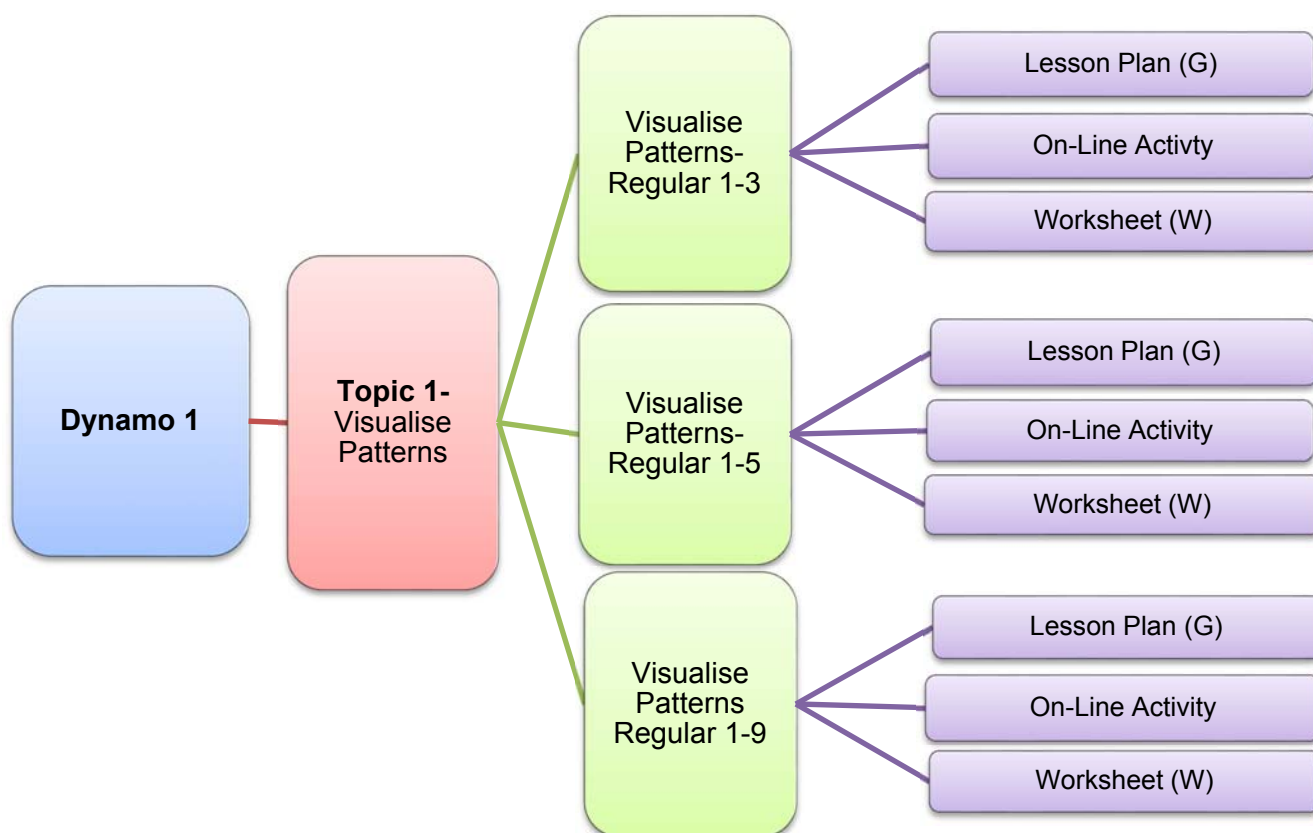 Dynamo 1
Topic 1-
Visualise
Patterns
Visualise
Patterns-
Regular 1-3
Lesson Plan (G)
On-Line Activty
Worksheet (W)
Visualise
Patterns-
Regular 1-5
Lesson Plan (G)
On-Line Activity
Worksheet (W)
Visualise
Patterns
Regular 1-9
Lesson Plan (G)
On-Line Activity
Worksheet (W)